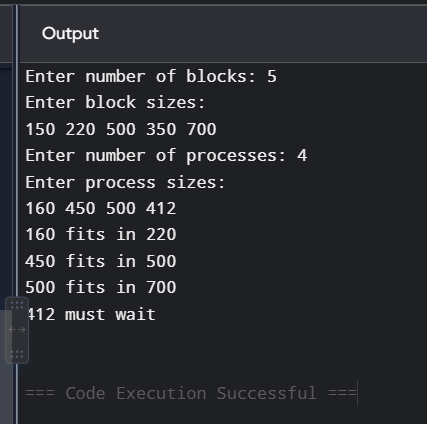 Output
Enter number of blocks: 5
Enter block sizes:
150 220 500 350 700
Enter number of processes: 4
Enter process sizes:
160 450 500 412
160 fits in 220
450 fits in 500
500 fits in 700
412 must wait
=== Code Execution Successful ===